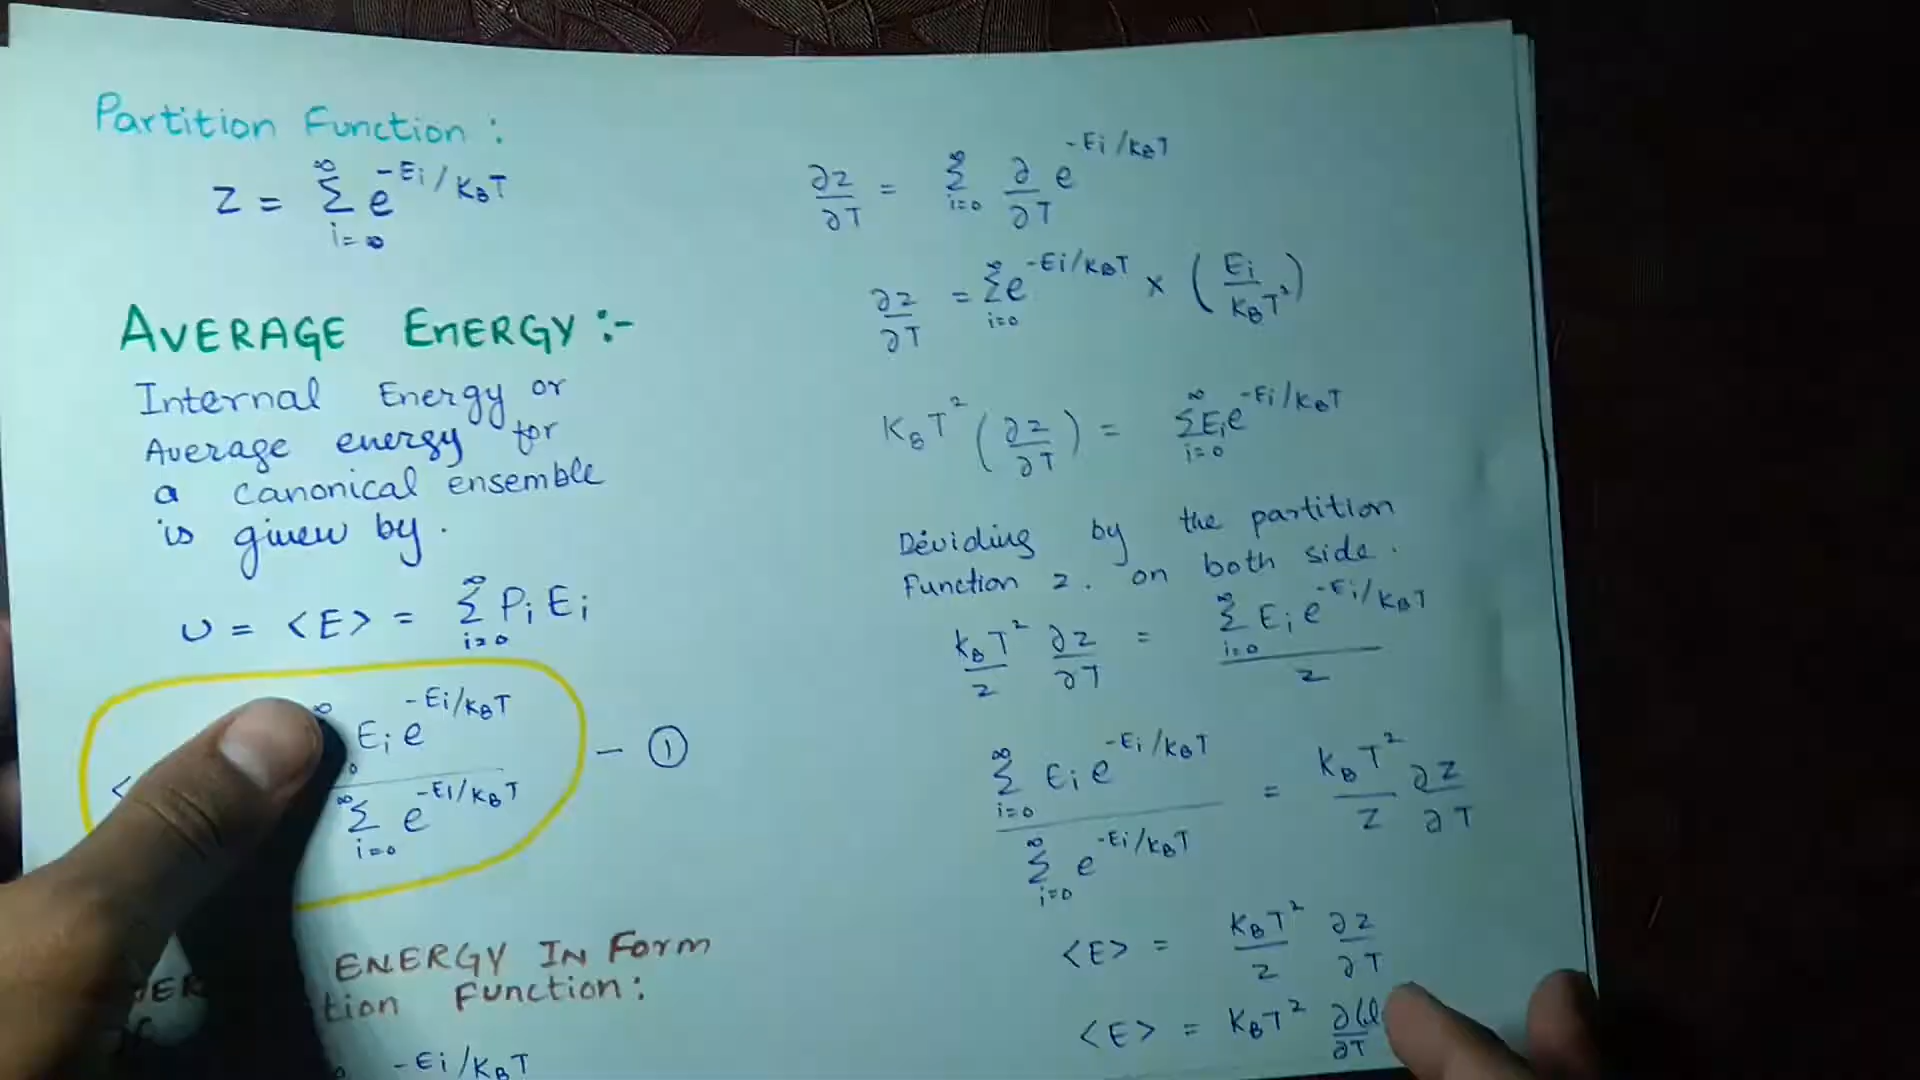 Partition Function :
Z = ∞ Σ i=∞ e^-Ei/KBT
AVERAGE ENERGY :-
Internal Energy or
Average energy for
a canonical ensemble
is given by.
U = <E> = ∞ Σ i=0 Pi Ei
< ∞ 0 Ei e^-Ei/KBT / ∞ Σ i=0 e^-Ei/KBT - ①
ENERGY IN Form
tion Function:
-Ei/KBT
∂Z/∂T = ∞ Σ i=0 ∂/∂T e^-Ei/KBT
∂Z/∂T = ∞ Σ i=0 e^-Ei/KBT × (Ei/KBT²)
KBT² (∂Z/∂T) = ∞ Σ i=0 Ei e^-Ei/KBT
Deviding by the partition
Function Z. on both side.
KBT²/Z ∂Z/∂T = ∞ Σ i=0 Ei e^-Ei/KBT / Z
∞ Σ i=0 Ei e^-Ei/KBT / ∞ Σ i=0 e^-Ei/KBT = KBT²/Z ∂Z/∂T
<E> = KBT²/Z ∂Z/∂T
<E> = KBT² ∂(l /∂T